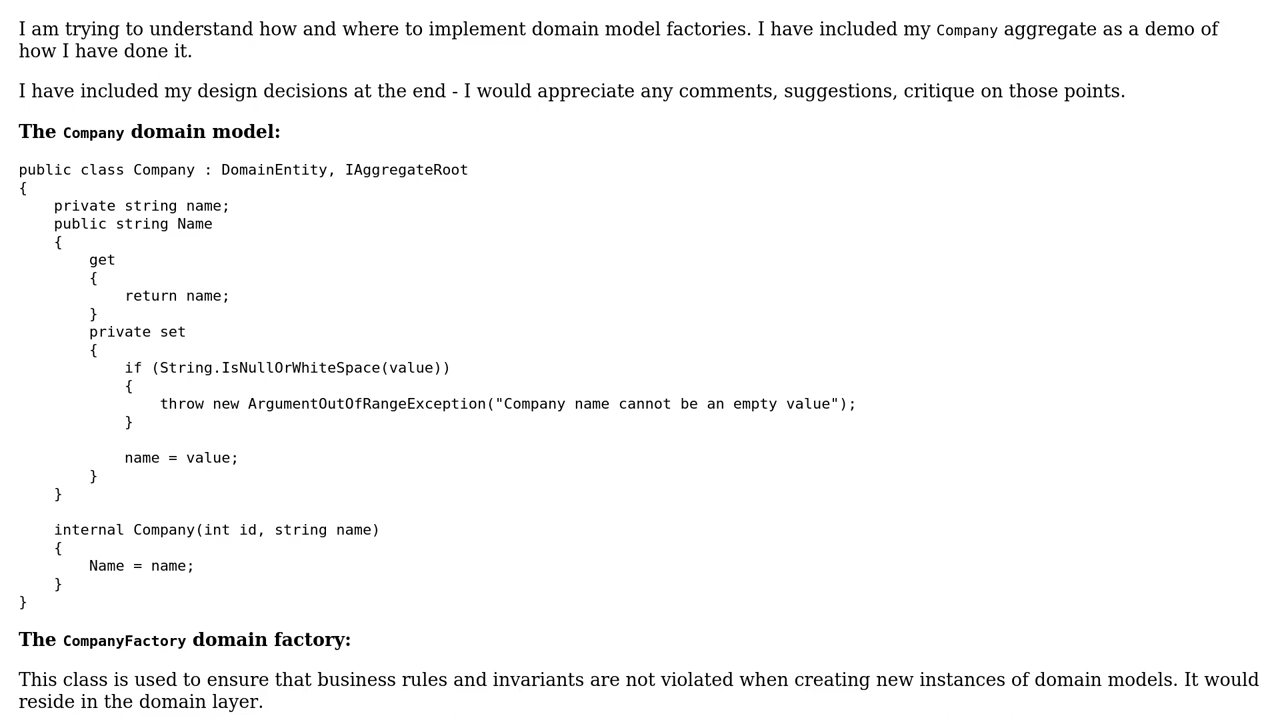 I am trying to understand how and where to implement domain model factories. I have included my Company aggregate as a demo of
how I have done it.
I have included my design decisions at the end - I would appreciate any comments, suggestions, critique on those points.
The Company domain model:
public class Company : DomainEntity, IAggregateRoot
{
    private string name;
    public string Name
    {
        get
        {
            return name;
        }
        private set
        {
            if (String.IsNullOrWhiteSpace(value))
            {
                throw new ArgumentOutOfRangeException("Company name cannot be an empty value");
            }

            name = value;
        }
    }

    internal Company(int id, string name)
    {
        Name = name;
    }
}
The CompanyFactory domain factory:
This class is used to ensure that business rules and invariants are not violated when creating new instances of domain models. It would
reside in the domain layer.